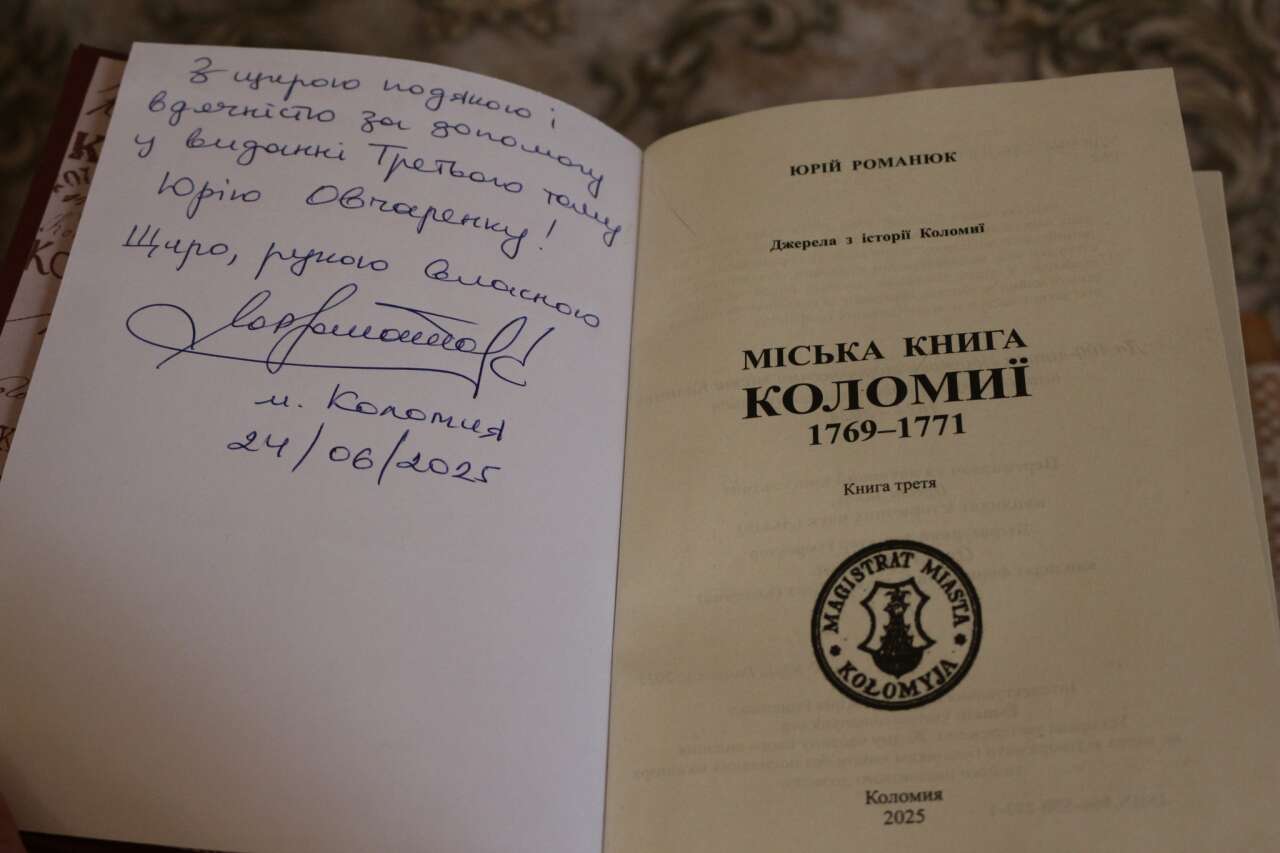 З щирою подякою і
вдячністю за допомогу
у виданні Третього тому
Юрію Овчаренку!
Щиро, рукою власною
м. Коломия
24/06/2025
ЮРІЙ РОМАНЮК
Джерела з історії Коломиї
МІСЬКА КНИГА
КОЛОМИЇ
1769–1771
Книга третя
MAGISTRAT MIASTA
KOŁOMYJA
Коломия
2025